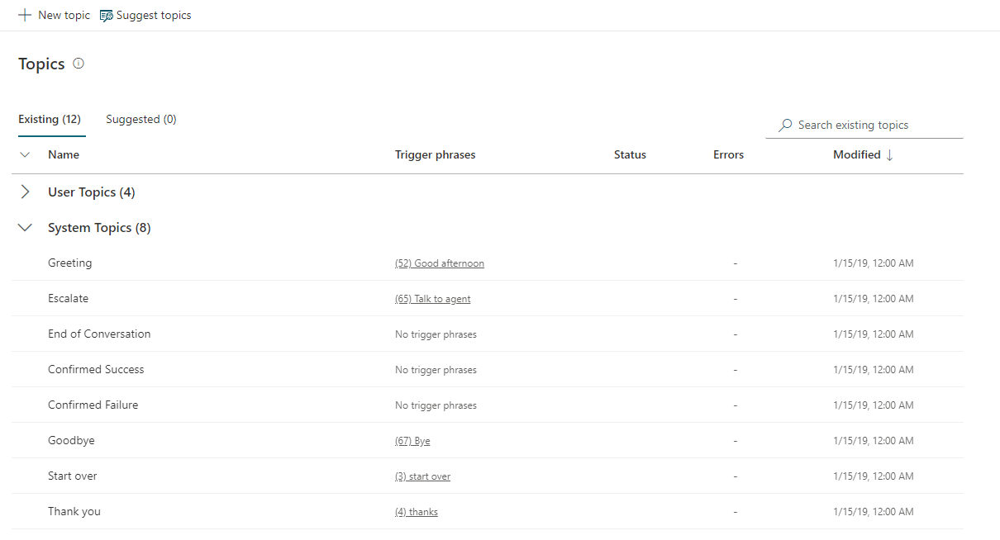 New topic Suggest topics
Topics
Existing (12) Suggested (0) Search existing topics
Name Trigger phrases Status Errors Modified
User Topics (4)
System Topics (8)
Greeting (52) Good afternoon - 1/15/19, 12:00 AM
Escalate (65) Talk to agent - 1/15/19, 12:00 AM
End of Conversation No trigger phrases - 1/15/19, 12:00 AM
Confirmed Success No trigger phrases - 1/15/19, 12:00 AM
Confirmed Failure No trigger phrases - 1/15/19, 12:00 AM
Goodbye (67) Bye - 1/15/19, 12:00 AM
Start over (3) start over - 1/15/19, 12:00 AM
Thank you (4) thanks - 1/15/19, 12:00 AM